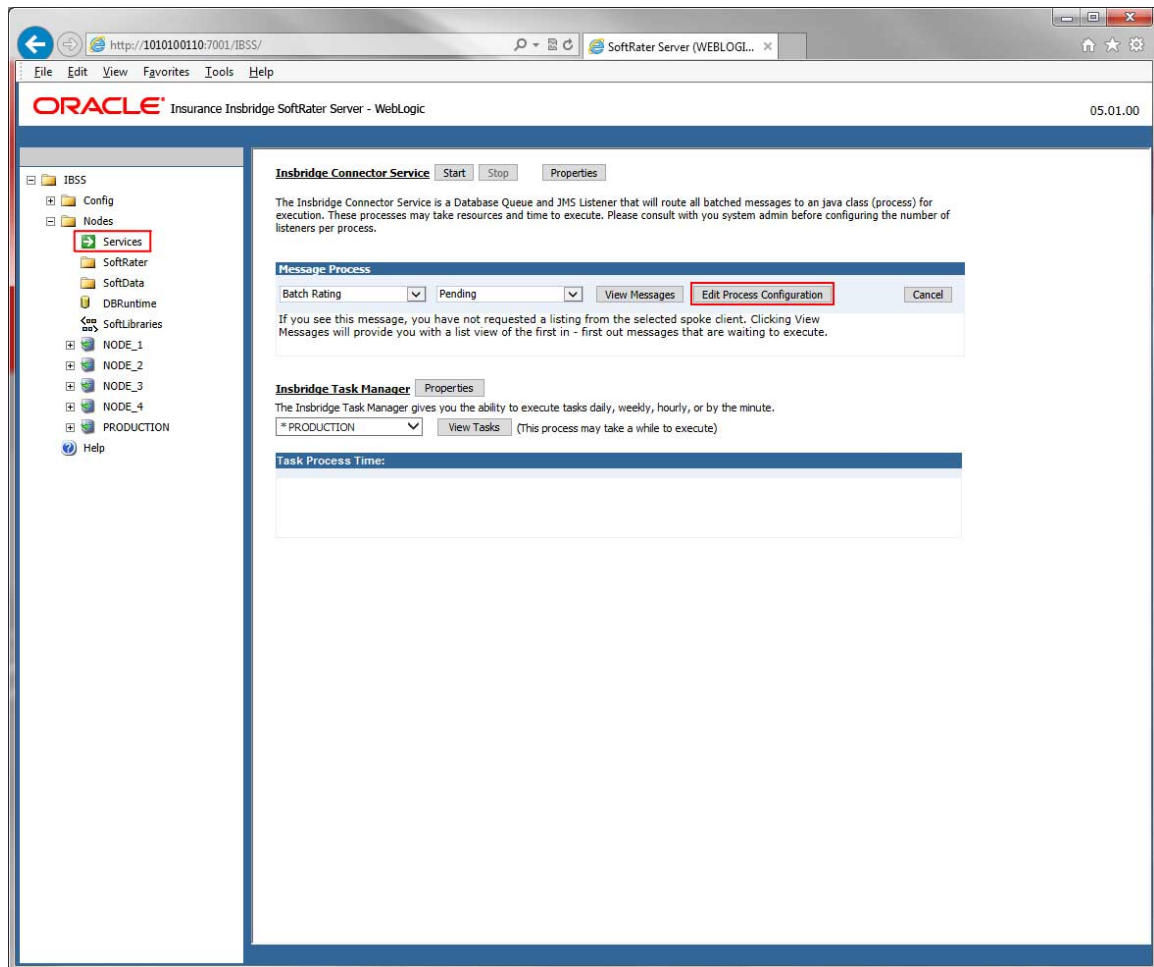 http://1010100110:7001/IBSS/
SoftRater Server (WEBLOGI...
File Edit View Favorites Tools Help
ORACLE Insurance Insbridge SoftRater Server - WebLogic
05.01.00
IBSS
Config
Nodes
Services
SoftRater
SoftData
DBRuntime
SoftLibraries
NODE_1
NODE_2
NODE_3
NODE_4
PRODUCTION
Help
Insbridge Connector Service Start Stop Properties
The Insbridge Connector Service is a Database Queue and JMS Listener that will route all batched messages to an java class (process) for
execution. These processes may take resources and time to execute. Please consult with you system admin before configuring the number of
listeners per process.
Message Process
Batch Rating Pending View Messages Edit Process Configuration Cancel
If you see this message, you have not requested a listing from the selected spoke client. Clicking View
Messages will provide you with a list view of the first in - first out messages that are waiting to execute.
Insbridge Task Manager Properties
The Insbridge Task Manager gives you the ability to execute tasks daily, weekly, hourly, or by the minute.
* PRODUCTION View Tasks (This process may take a while to execute)
Task Process Time: